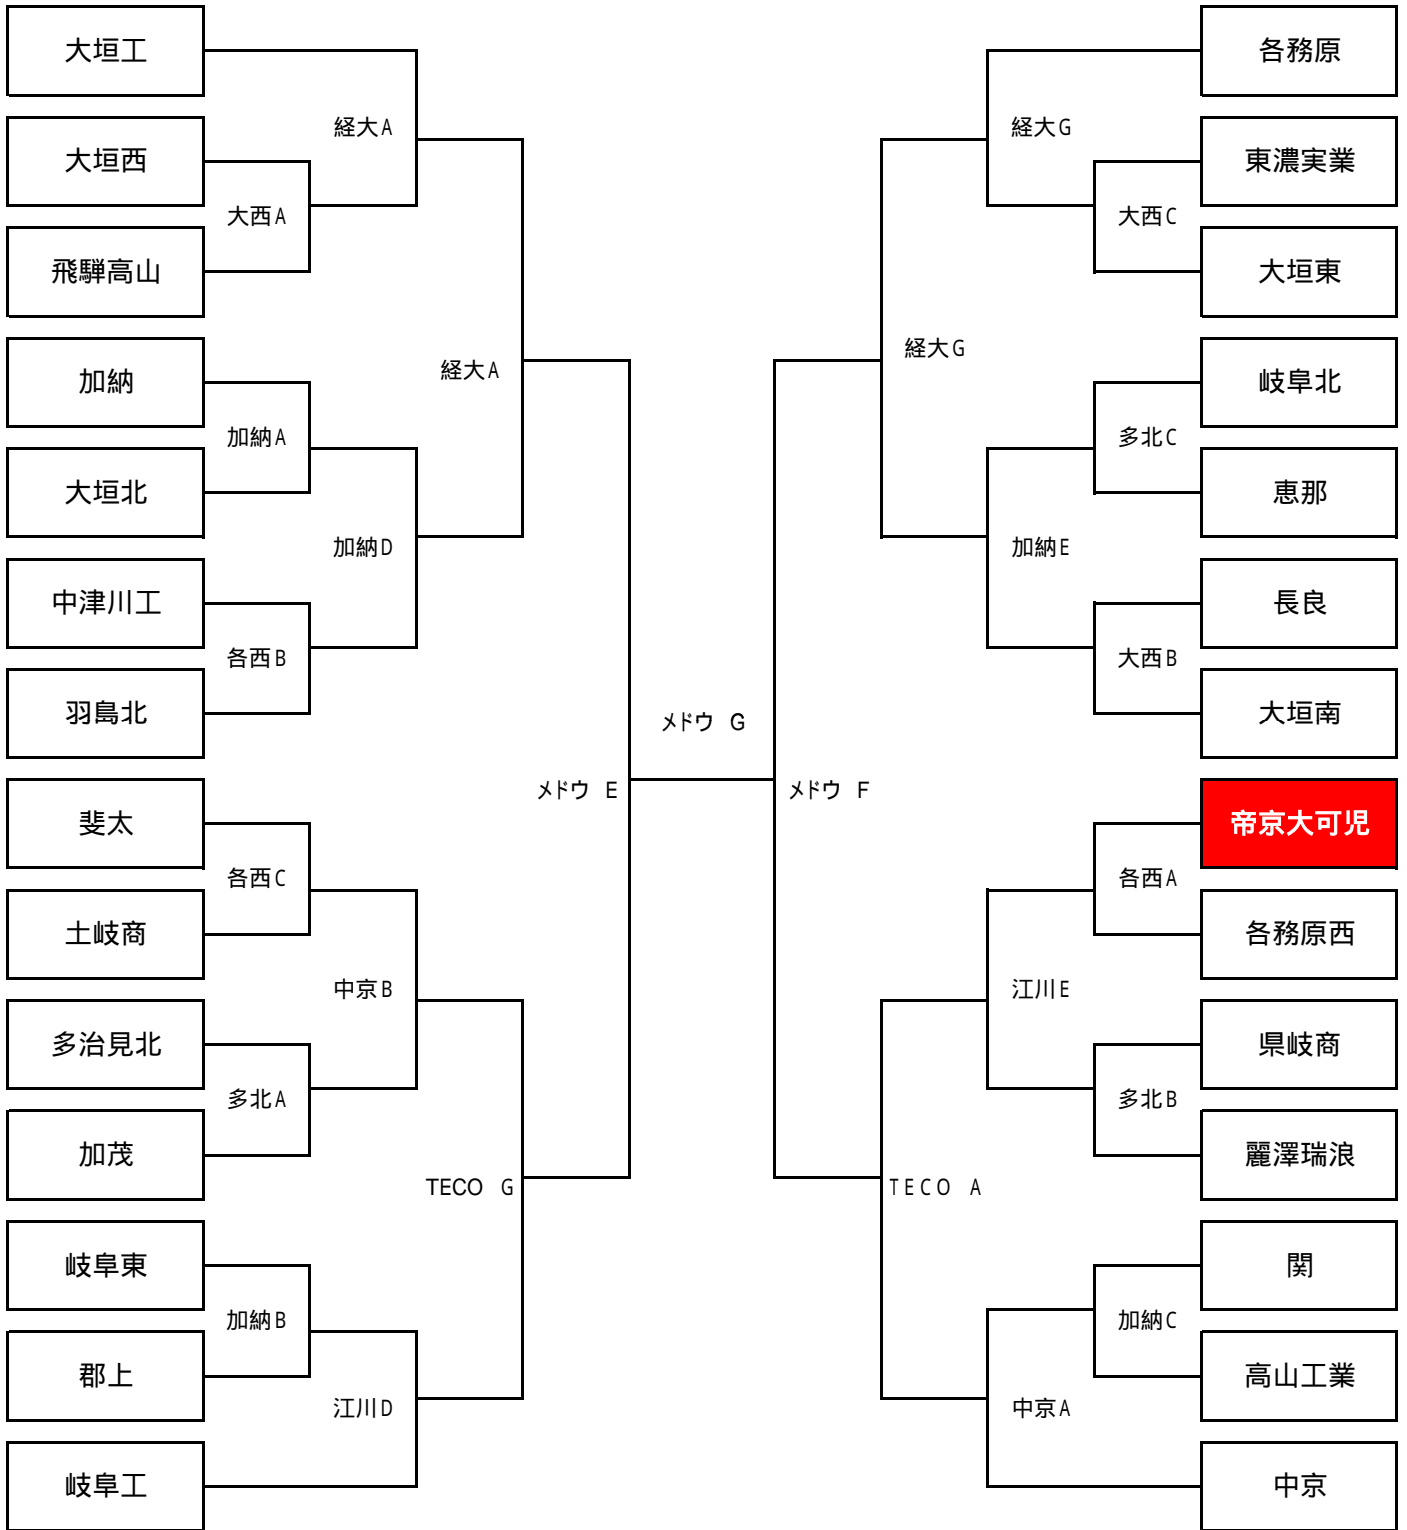 大垣工
各務原
経大A
経大G
大垣西
東濃実業
大西A
大西C
飛騨高山
大垣東
経大G
経大A
加納
岐阜北
加納A
多北C
大垣北
恵那
加納D
加納E
中津川工
長良
各西B
大西B
羽島北
大垣南
メドウ G
メドウ E
メドウ F
斐太
帝京大可児
各西C
各西A
土岐商
各務原西
中京B
江川E
多治見北
県岐商
多北A
多北B
加茂
麗澤瑞浪
TECO G
TECO A
岐阜東
関
加納B
加納C
郡上
高山工業
江川D
中京A
岐阜工
中京